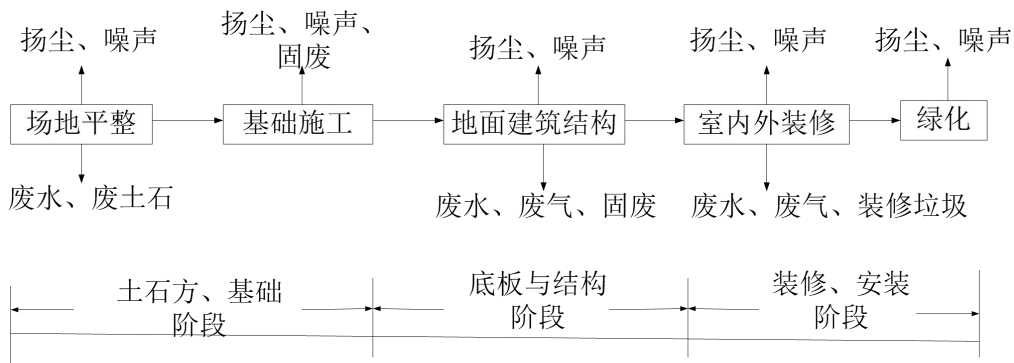 扬尘、噪声
扬尘、噪声、
固废
扬尘、噪声
扬尘、噪声
扬尘、噪声
场地平整
基础施工
地面建筑结构
室内外装修
绿化
废水、废土石
废水、废气、固废
废水、废气、装修垃圾
土石方、基础
阶段
底板与结构
阶段
装修、安装
阶段